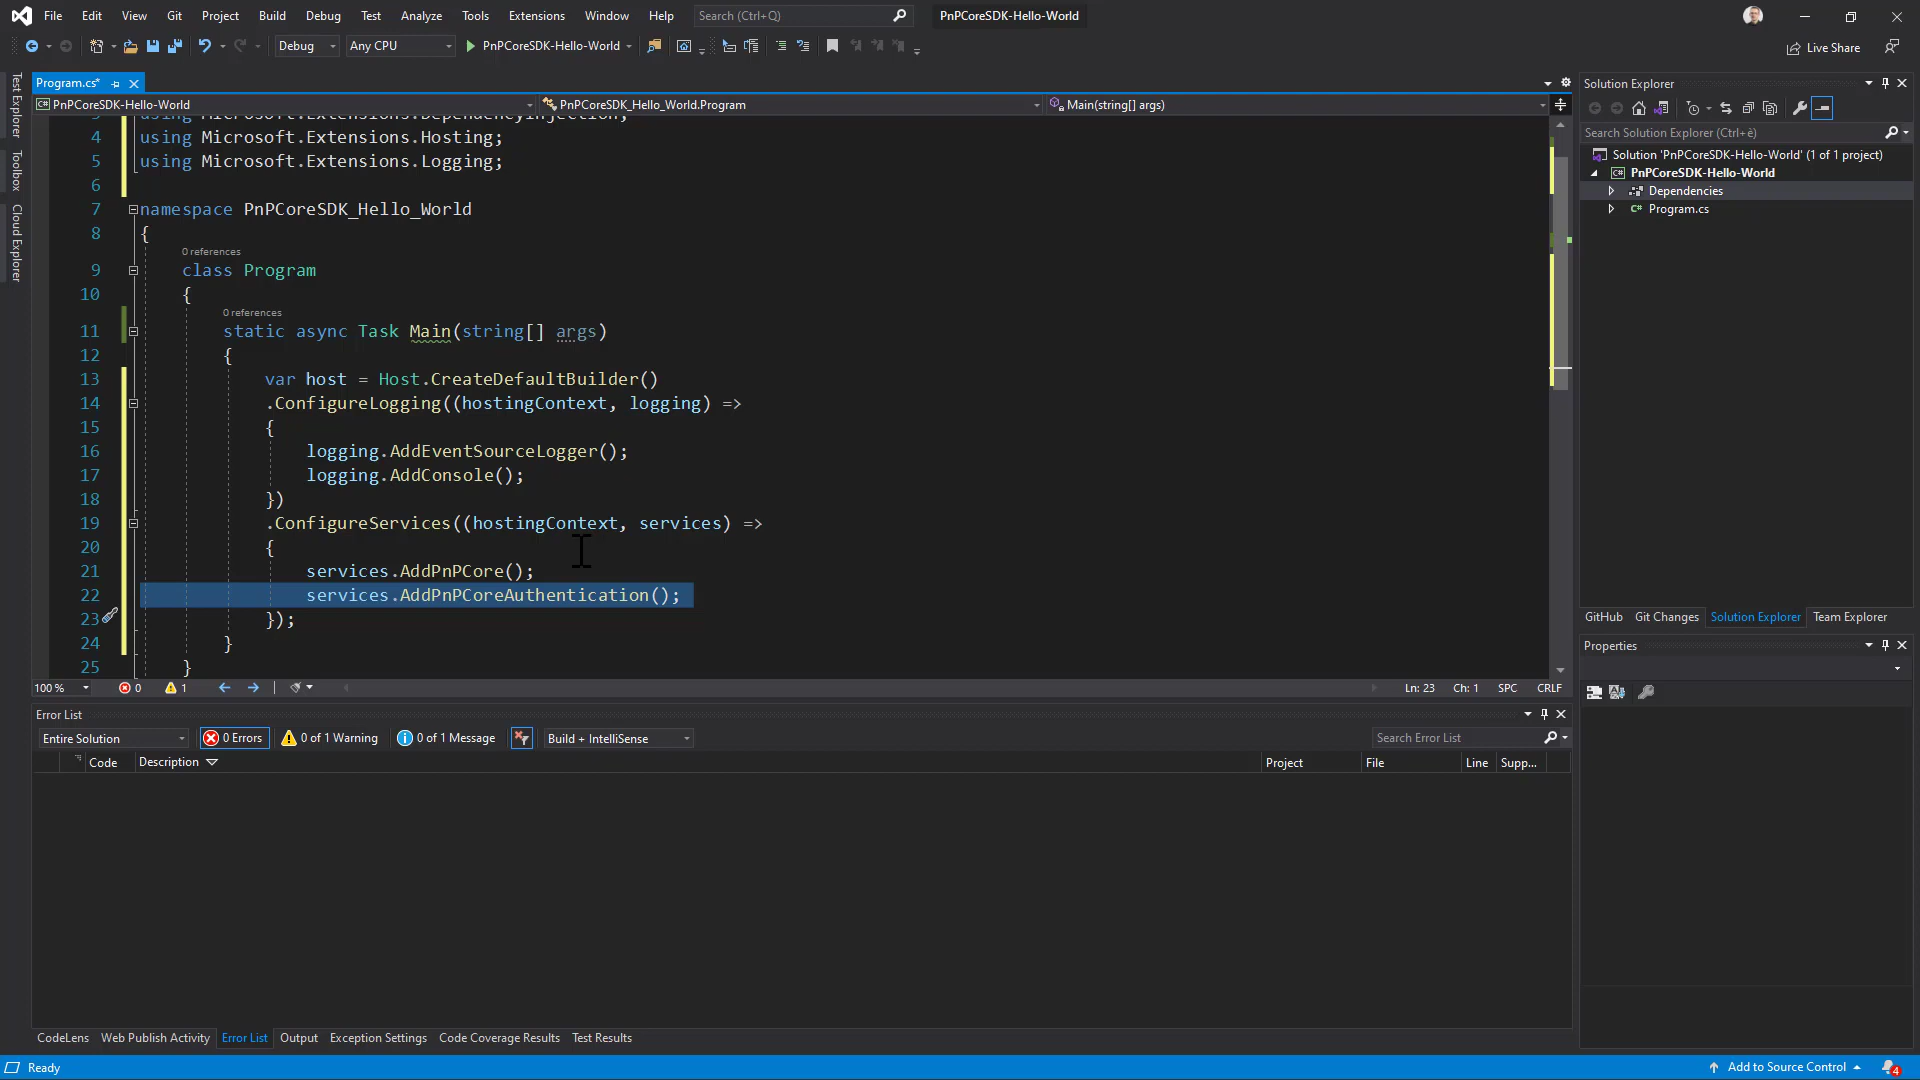 File Edit View Git Project Build Debug Test Analyze Tools Extensions Window Help Search (Ctrl+Q) PnPCoreSDK-Hello-World
Debug Any CPU PnPCoreSDK-Hello-World Live Share
Test Explorer
Toolbox
Cloud Explorer
Program.cs*
PnPCoreSDK-Hello-World PnPCoreSDK_Hello_World.Program Main(string[] args)
3 using Microsoft.Extensions.DependencyInjection;
4 using Microsoft.Extensions.Hosting;
5 using Microsoft.Extensions.Logging;
6
7 namespace PnPCoreSDK_Hello_World
8 {
0 references
9 class Program
10 {
0 references
11 static async Task Main(string[] args)
12 {
13 var host = Host.CreateDefaultBuilder()
14 .ConfigureLogging((hostingContext, logging) =>
15 {
16 logging.AddEventSourceLogger();
17 logging.AddConsole();
18 })
19 .ConfigureServices((hostingContext, services) =>
20 {
21 services.AddPnPCore();
22 services.AddPnPCoreAuthentication();
23 });
24 }
25 }
100 % 0 1 Ln: 23 Ch: 1 SPC CRLF
Error List
Entire Solution 0 Errors 0 of 1 Warning 0 of 1 Message Build + IntelliSense Search Error List
Code Description Project File Line Supp...
CodeLens Web Publish Activity Error List Output Exception Settings Code Coverage Results Test Results
Solution Explorer
Search Solution Explorer (Ctrl+è)
Solution 'PnPCoreSDK-Hello-World' (1 of 1 project)
PnPCoreSDK-Hello-World
Dependencies
Program.cs
GitHub Git Changes Solution Explorer Team Explorer
Properties
Ready Add to Source Control 4